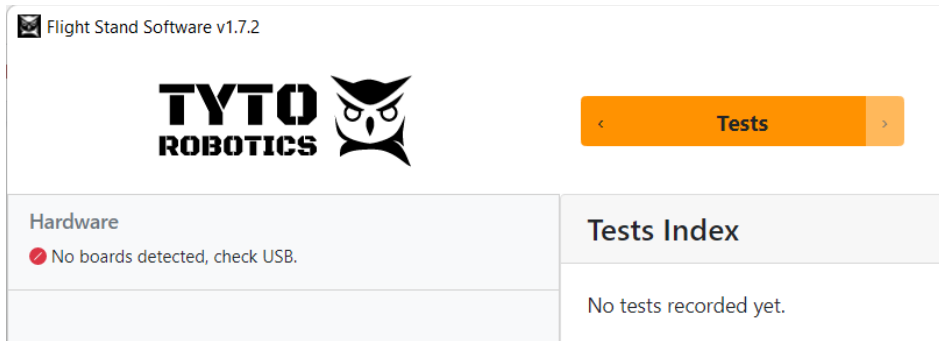 Flight Stand Software v1.7.2
TYTO
ROBOTICS
‹ Tests ›
Hardware
No boards detected, check USB.
Tests Index
No tests recorded yet.